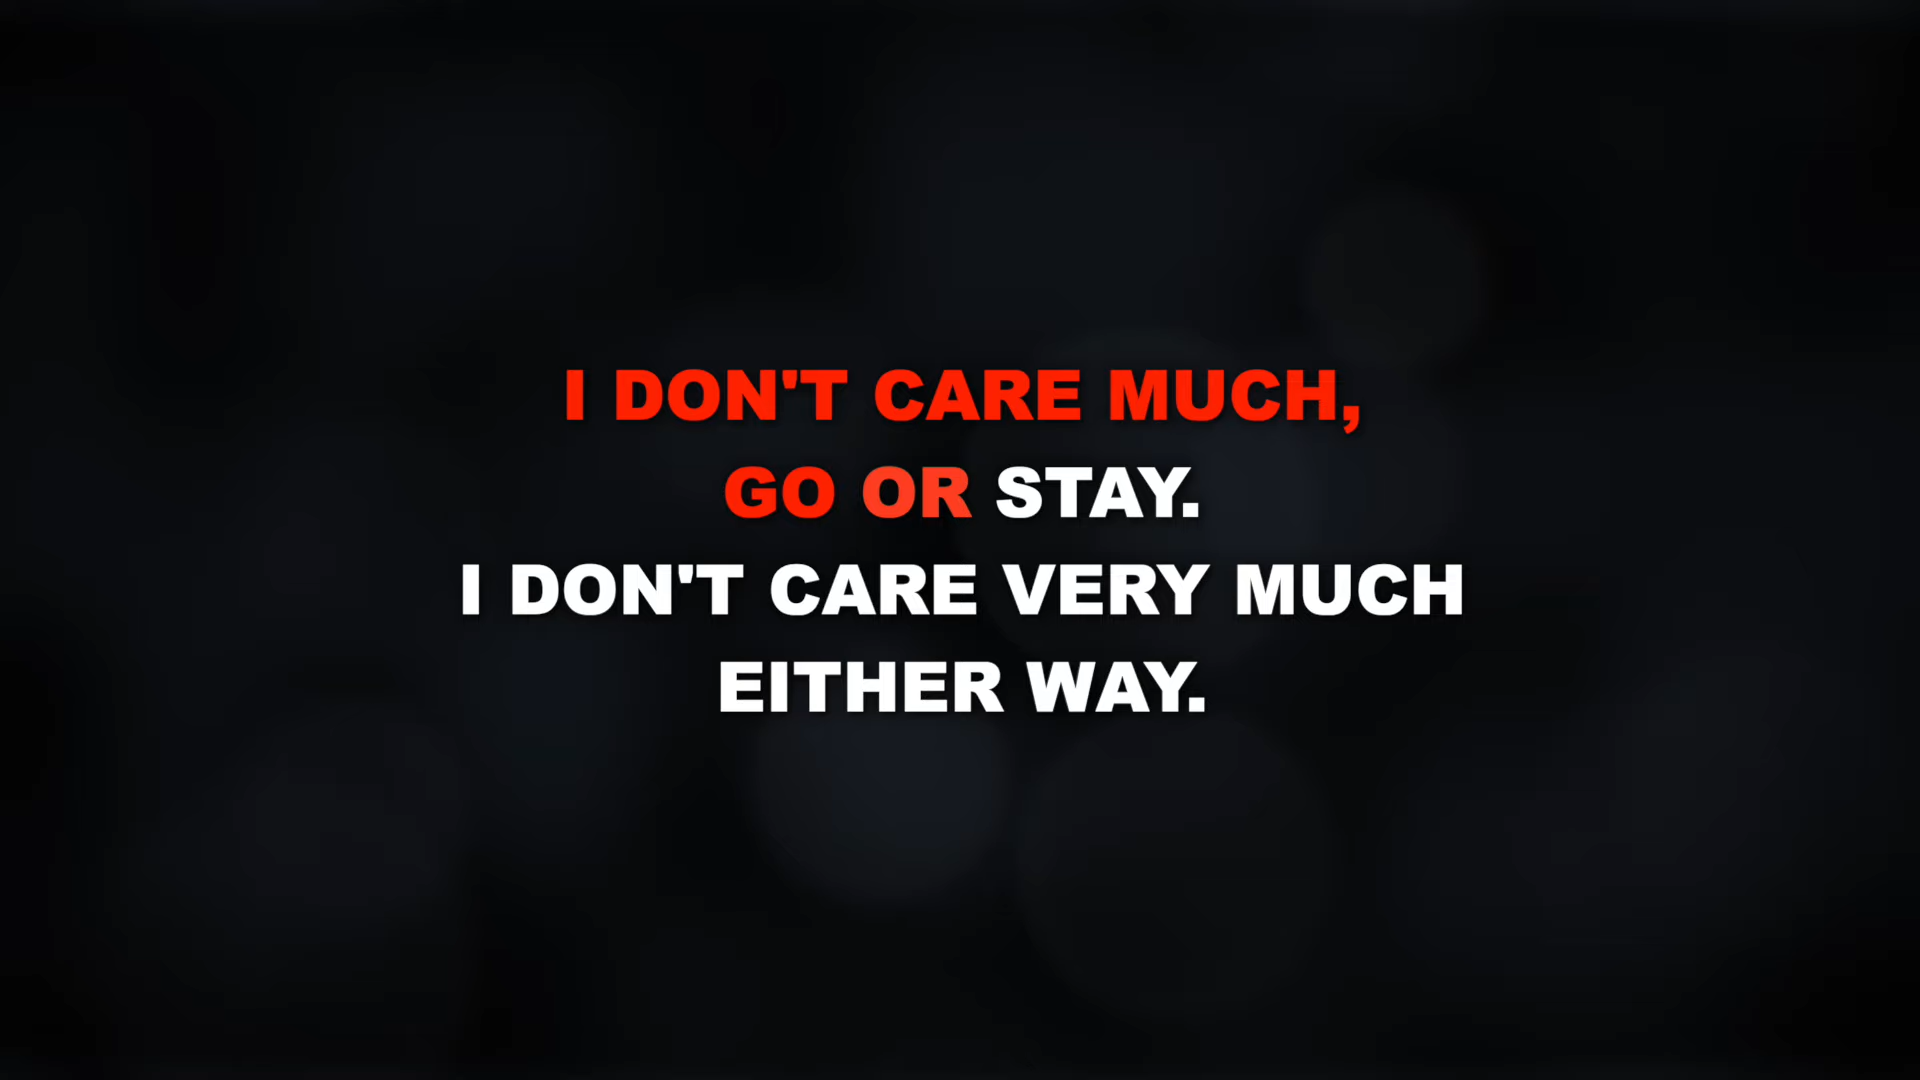 I DON'T CARE MUCH,
GO OR STAY.
I DON'T CARE VERY MUCH
EITHER WAY.